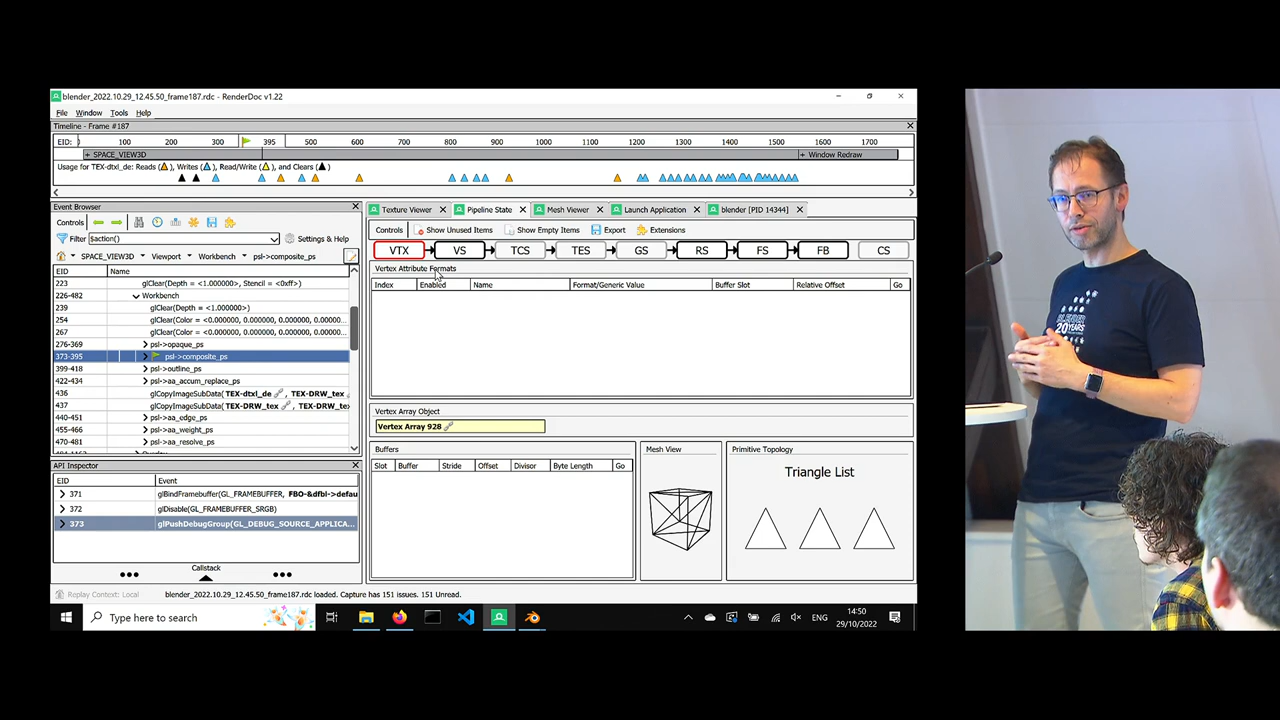 blender_2022.10.29_12.45.50_frame187.rdc - RenderDoc v1.22
File Window Tools Help
Timeline - Frame #187
EID: 100 200 300 395 500 600 700 800 900 1000 1100 1200 1300 1400 1500 1600 1700
+ SPACE_VIEW3D + Window Redraw
Usage for TEX-dtxl_de: Reads ( ), Writes ( ), Read/Write ( ), and Clears ( )
Event Browser
Controls
Filter $action() Settings & Help
SPACE_VIEW3D Viewport Workbench psl->composite_ps
EID Name
223 glClear(Depth = <1.000000>, Stencil = <0xff>)
226-482 Workbench
239 glClear(Depth = <1.000000>)
254 glClear(Color = <0.000000, 0.000000, 0.000000, 0.0000...
267 glClear(Color = <0.000000, 0.000000, 0.000000, 0.0000...
276-369 psl->opaque_ps
373-395 psl->composite_ps
399-418 psl->outline_ps
422-434 psl->aa_accum_replace_ps
436 glCopyImageSubData( TEX-dtxl_de
437 glCopyImageSubData( TEX-DRW_tex , TEX-DRW_te
440-451 psl->aa_edge_ps
455-466 psl->aa_weight_ps
470-481 psl->aa_resolve_ps
API Inspector
EID Event
371 glBindFramebuffer(GL_FRAMEBUFFER, FBO-&dfbl->defau
372 glDisable(GL_FRAMEBUFFER_SRGB)
373 glPushDebugGroup(GL_DEBUG_SOURCE_APPLICA...
Callstack
Texture Viewer Pipeline State Mesh Viewer Launch Application blender [PID 14344]
Controls Show Unused Items Show Empty Items Export Extensions
VTX VS TCS TES GS RS FS FB CS
Vertex Attribute Formats
Index Enabled Name Format/Generic Value Buffer Slot Relative Offset Go
Vertex Array Object
Vertex Array 928
Buffers
Slot Buffer Stride Offset Divisor Byte Length Go
Mesh View
Primitive Topology
Triangle List
Replay Context: Local blender_2022.10.29_12.45.50_frame187.rdc loaded. Capture has 151 issues. 151 Unread.
Type here to search
ENG
14:50
29/10/2022
BLENDER
20 YEARS